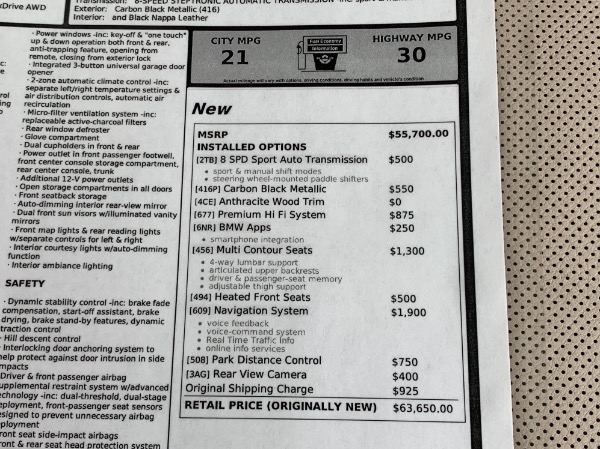 xDrive AWD
Transmission: 8-SPEED STEPTRONIC AUTOMATIC TRANSMISSION
Exterior: Carbon Black Metallic (416)
Interior: and Black Nappa Leather
· Power windows -inc: key-off & "one touch"
up & down operation both front & rear,
anti-trapping feature, opening from
remote, closing from exterior lock
· Integrated 3-button universal garage door
opener
· 2-zone automatic climate control -inc:
separate left/right temperature settings &
air distribution controls, automatic air
recirculation
· Micro-filter ventilation system -inc:
replaceable active-charcoal filters
· Rear window defroster
· Glove compartment
· Dual cupholders in front & rear
· Power outlet in front passenger footwell,
front center console storage compartment,
rear center console, trunk
· Additional 12-V power outlets
· Open storage compartments in all doors
· Front seatback storage
· Auto-dimming interior rear-view mirror
· Dual front sun visors w/illuminated vanity
mirrors
· Front map lights & rear reading lights
w/separate controls for left & right
· Interior courtesy lights w/auto-dimming
function
· Interior ambiance lighting
SAFETY
· Dynamic stability control -inc: brake fade
compensation, start-off assistant, brake
drying, brake stand-by features, dynamic
traction control
· Hill descent control
· Interlocking door anchoring system to
help protect against door intrusion in side
impacts
Driver & front passenger airbag
supplemental restraint system w/advanced
technology -inc: dual-threshold, dual-stage
deployment, front-passenger seat sensors
designed to prevent unnecessary airbag
deployment
Front seat side-impact airbags
Front & rear seat head protection system
CITY MPG
21
Fuel Economy
Information
HIGHWAY MPG
30
Actual mileage will vary with options, driving conditions, driving habits and vehicle's condition
New
MSRP $55,700.00
INSTALLED OPTIONS
[2TB] 8 SPD Sport Auto Transmission $500
• sport & manual shift modes
• steering wheel-mounted paddle shifters
[416P] Carbon Black Metallic $550
[4CE] Anthracite Wood Trim $0
[677] Premium Hi Fi System $875
[6NR] BMW Apps $250
• smartphone integration
[456] Multi Contour Seats $1,300
• 4-way lumbar support
• articulated upper backrests
• driver & passenger-seat memory
• adjustable thigh support
[494] Heated Front Seats $500
[609] Navigation System $1,900
• voice feedback
• voice-command system
• Real Time Traffic Info
• online info services
[508] Park Distance Control $750
[3AG] Rear View Camera $400
Original Shipping Charge $925
RETAIL PRICE (ORIGINALLY NEW) $63,650.00